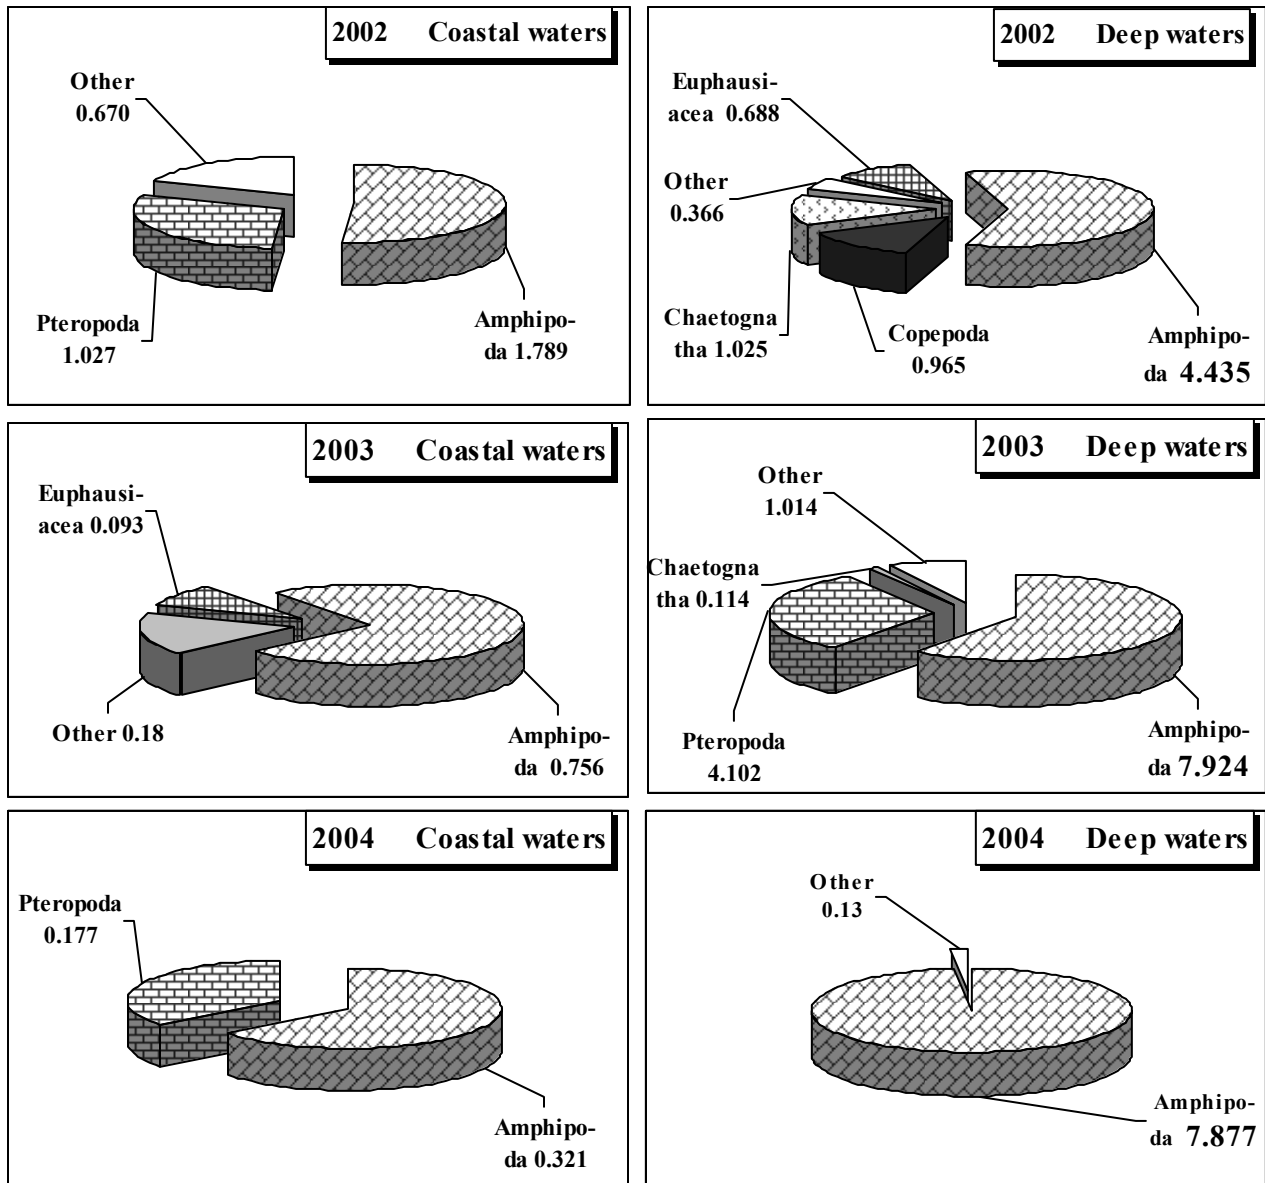 2002 Coastal waters
Other
0.670
Pteropoda
1.027
Amphipo-
da 1.789
2002 Deep waters
Euphausi-
acea 0.688
Other
0.366
Chaetogna
tha 1.025
Copepoda
0.965
Amphipo-
da 4.435
2003 Coastal waters
Euphausi-
acea 0.093
Other 0.18
Amphipo-
da 0.756
2003 Deep waters
Other
1.014
Chaetogna
tha 0.114
Pteropoda
4.102
Amphipo-
da 7.924
2004 Coastal waters
Pteropoda
0.177
Amphipo-
da 0.321
2004 Deep waters
Other
0.13
Amphipo-
da 7.877